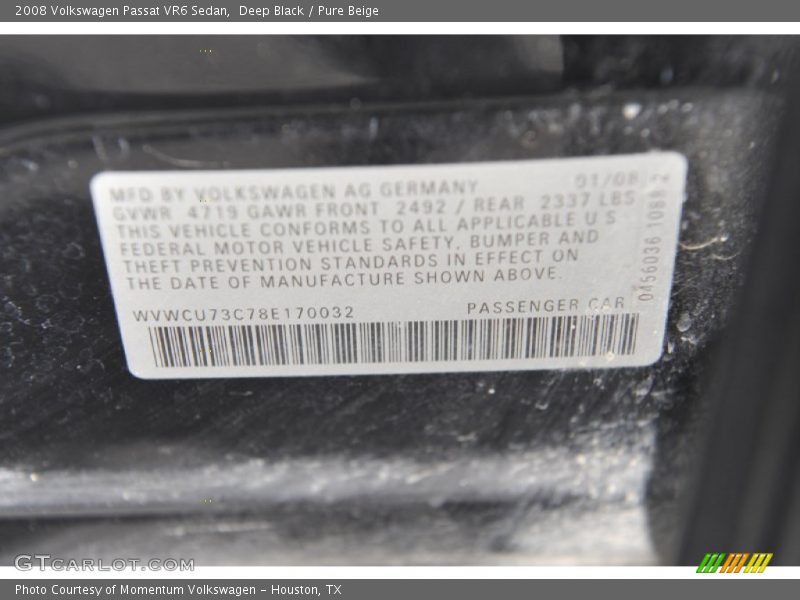 2008 Volkswagen Passat VR6 Sedan,  Deep Black / Pure Beige
MFD BY VOLKSWAGEN AG GERMANY 01/08
GVWR 4719 GAWR FRONT 2492 / REAR 2337 LBS
THIS VEHICLE CONFORMS TO ALL APPLICABLE U S
FEDERAL MOTOR VEHICLE SAFETY, BUMPER AND
THEFT PREVENTION STANDARDS IN EFFECT ON
THE DATE OF MANUFACTURE SHOWN ABOVE.
WVWCU73C78E170032 PASSENGER CAR
0456036 10882
GTCARLOT.COM
Photo Courtesy of Momentum Volkswagen - Houston, TX